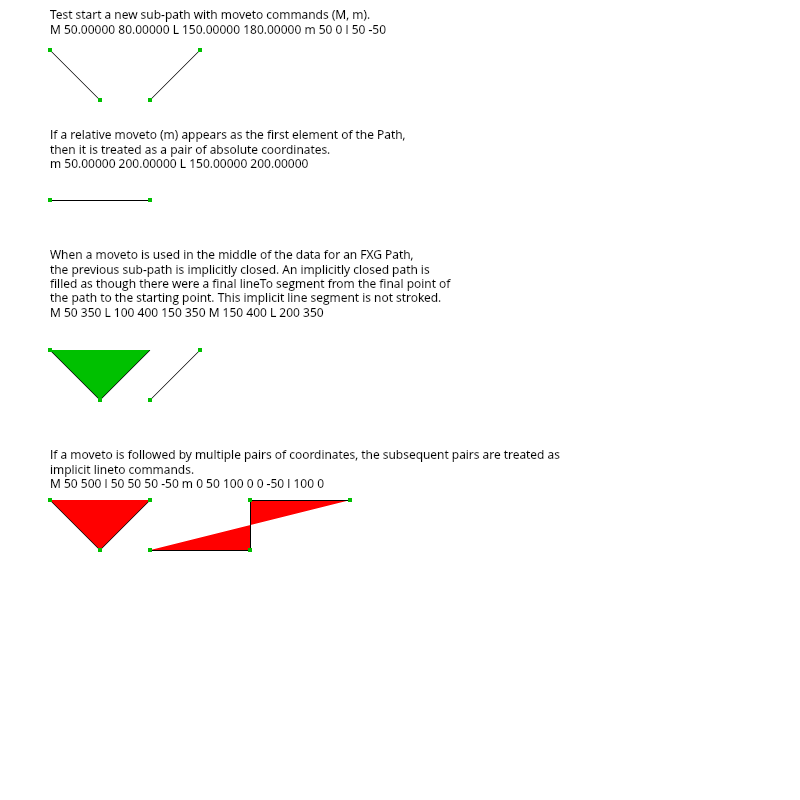 Test start a new sub-path with moveto commands (M, m).
M 50.00000 80.00000 L 150.00000 180.00000 m 50 0 l 50 -50
If a relative moveto (m) appears as the first element of the Path,
then it is treated as a pair of absolute coordinates.
m 50.00000 200.00000 L 150.00000 200.00000
When a moveto is used in the middle of the data for an FXG Path,
the previous sub-path is implicitly closed. An implicitly closed path is
filled as though there were a final lineTo segment from the final point of
the path to the starting point. This implicit line segment is not stroked.
M 50 350 L 100 400 150 350 M 150 400 L 200 350
If a moveto is followed by multiple pairs of coordinates, the subsequent pairs are treated as
implicit lineto commands.
M 50 500 l 50 50 50 -50 m 0 50 100 0 0 -50 l 100 0